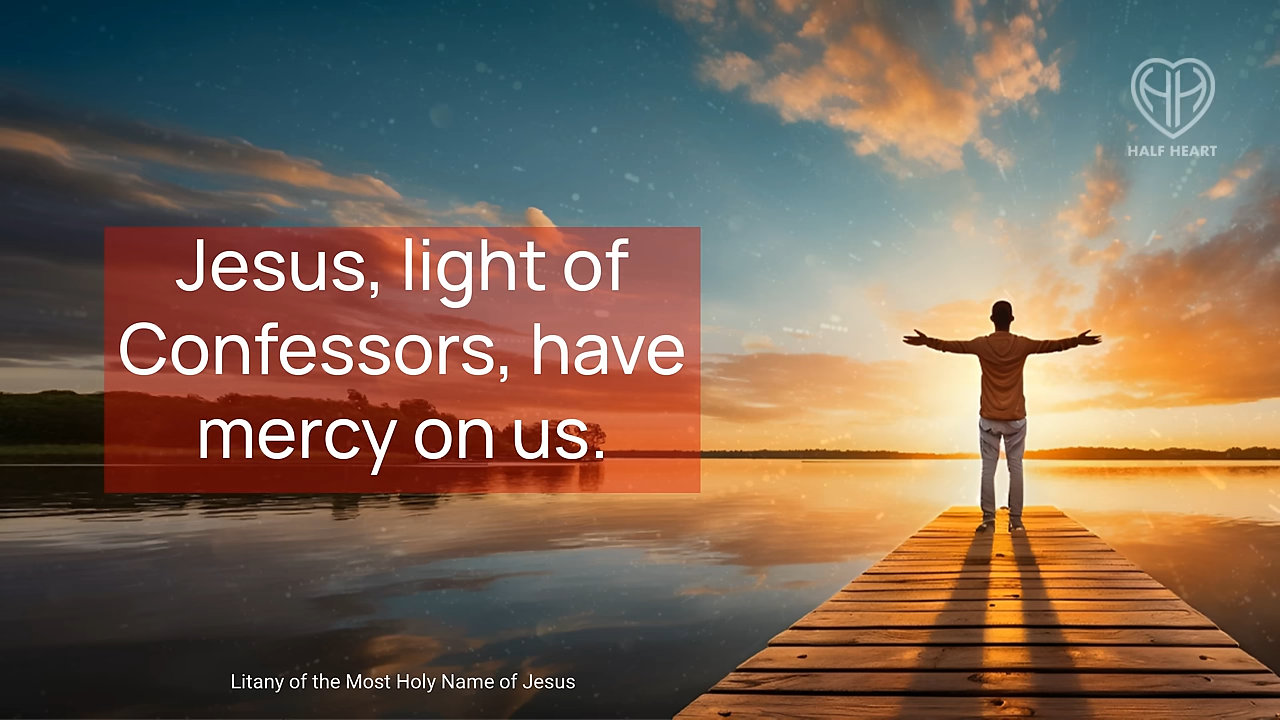 HALF HEART
Jesus, light of
Confessors, have
mercy on us.
Litany of the Most Holy Name of Jesus